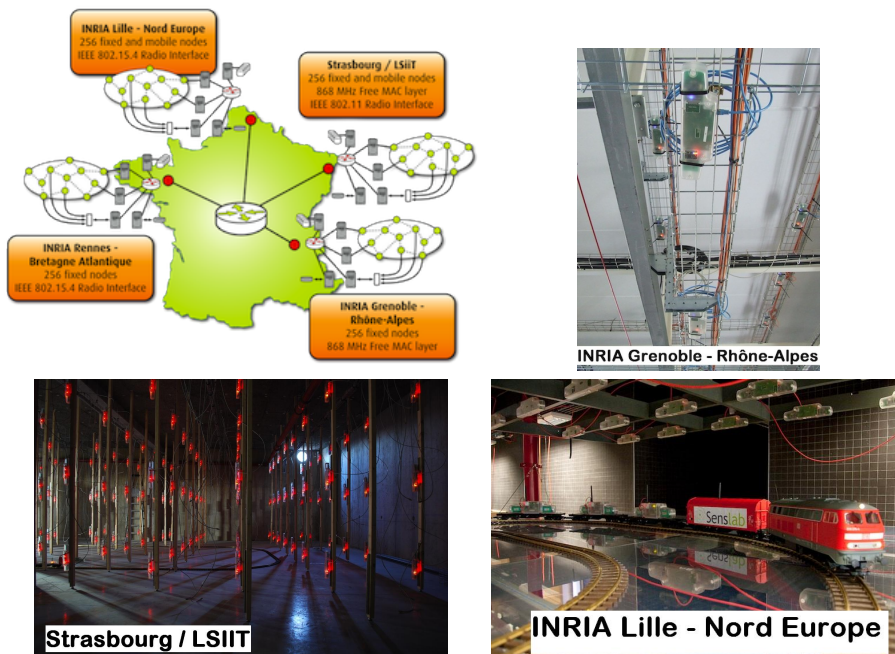 INRIA Lille - Nord Europe
256 fixed and mobile nodes
IEEE 802.15.4 Radio Interface
Strasbourg / LSiiT
256 fixed and mobile nodes
868 MHz Free MAC layer
IEEE 802.11 Radio Interface
INRIA Rennes -
Bretagne Atlantique
256 fixed nodes
IEEE 802.15.4 Radio Interface
INRIA Grenoble -
Rhône-Alpes
256 fixed nodes
868 MHz Free MAC layer
INRIA Grenoble - Rhône-Alpes
Strasbourg / LSIIT
Senslab
INRIA Lille - Nord Europe